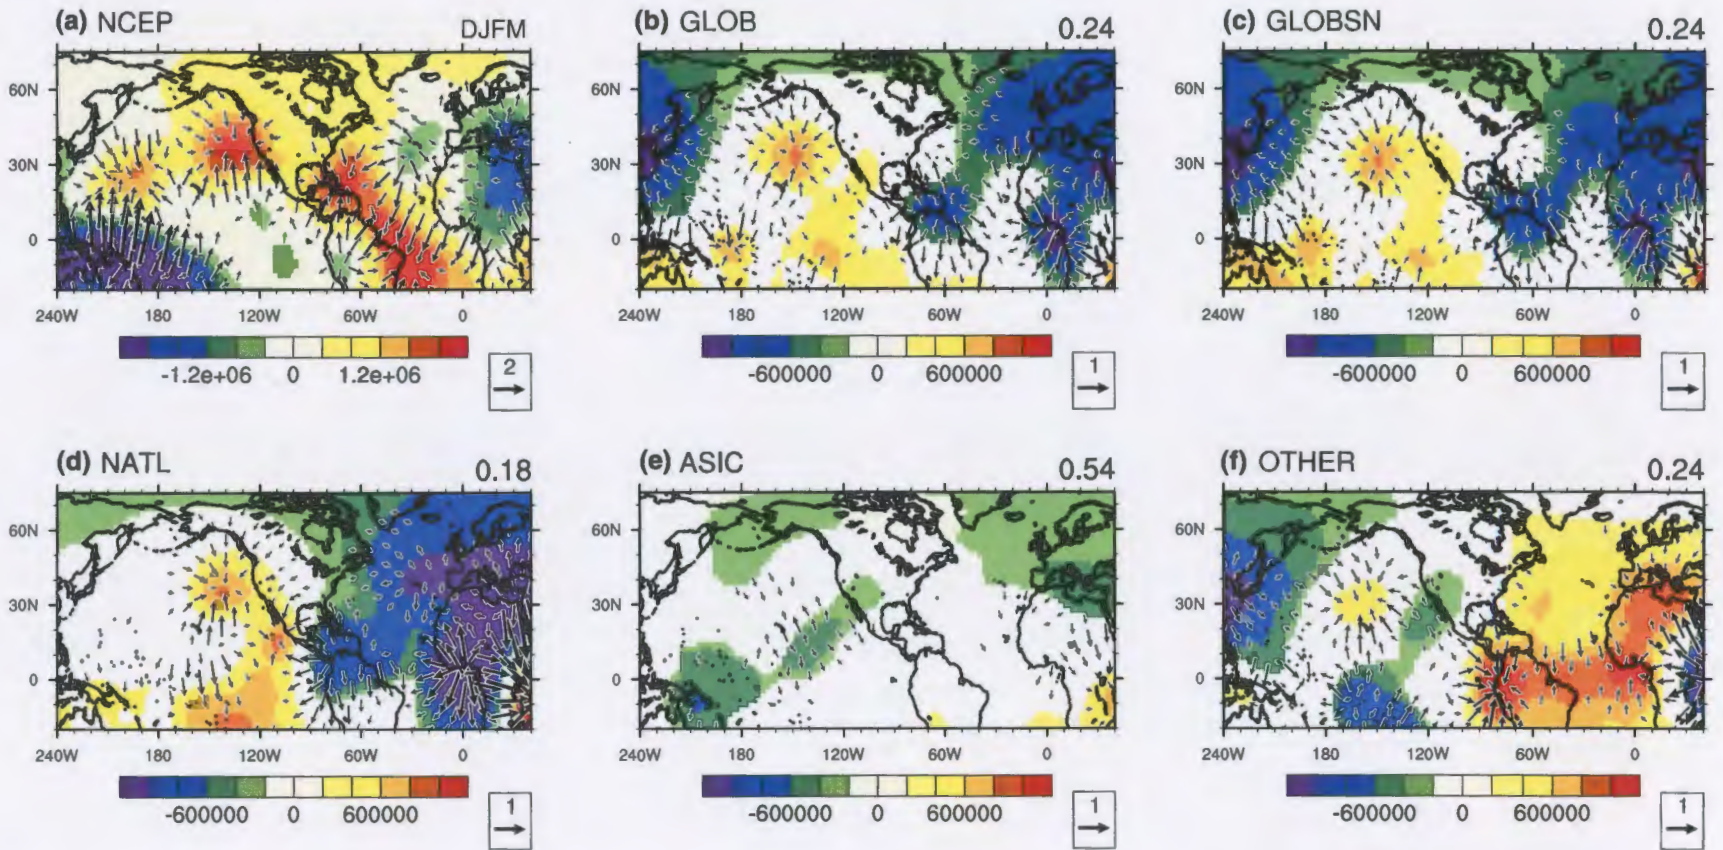 (a) NCEP DJFM
(b) GLOB 0.24
(c) GLOBSN 0.24
60N
30N
0
240W 180 120W 60W 0
60N
30N
0
240W 180 120W 60W 0
60N
30N
0
240W 180 120W 60W 0
-1.2e+06 0 1.2e+06
2
-600000 0 600000
1
-600000 0 600000
1
(d) NATL 0.18
(e) ASIC 0.54
(f) OTHER 0.24
60N
30N
0
240W 180 120W 60W 0
60N
30N
0
240W 180 120W 60W 0
60N
30N
0
240W 180 120W 60W 0
-600000 0 600000
1
-600000 0 600000
1
-600000 0 600000
1